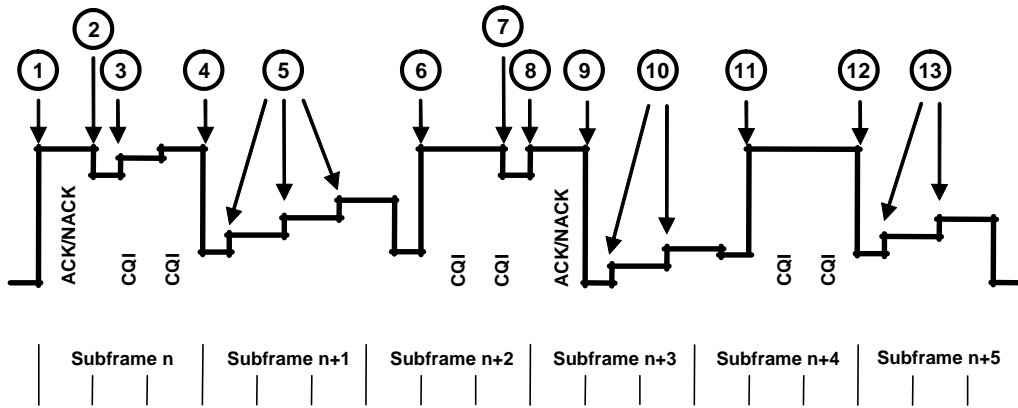 2
7
1
3
4
5
6
8
9
10
11
12
13
ACK/NACK
CQI
CQI
CQI
CQI
ACK/NACK
CQI
CQI
Subframe n
Subframe n+1
Subframe n+2
Subframe n+3
Subframe n+4
Subframe n+5